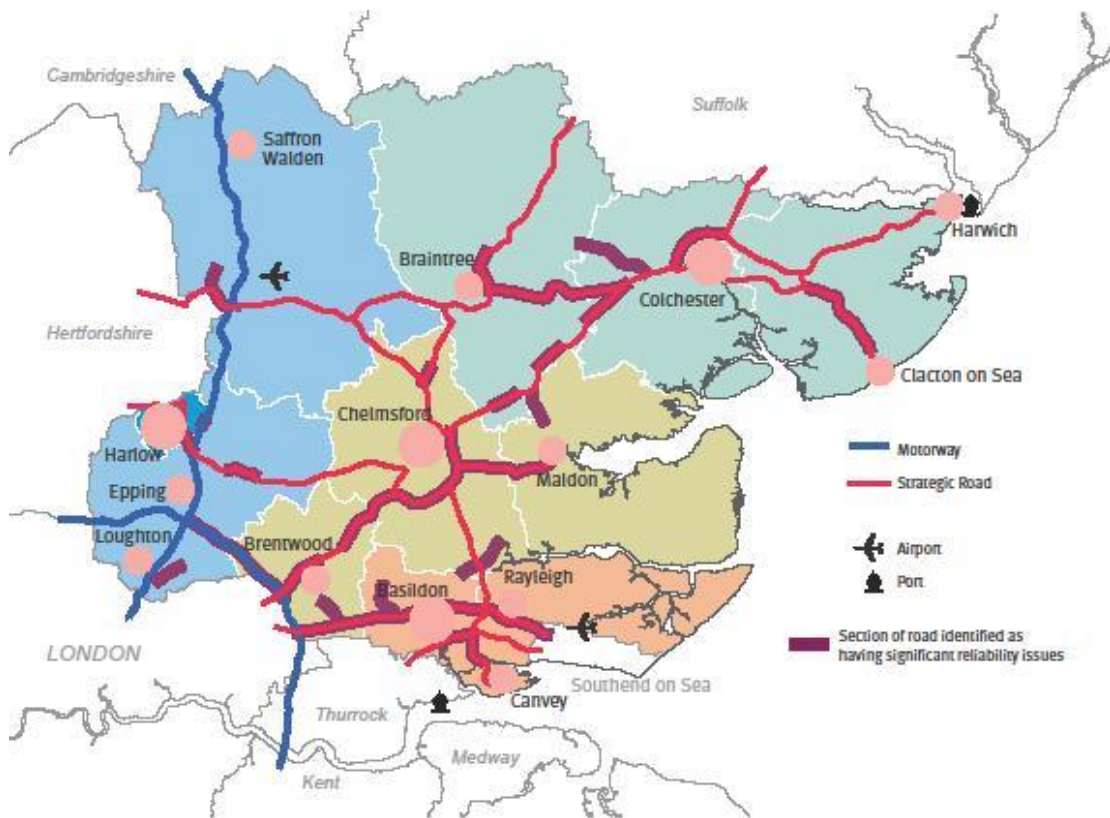 Cambridgeshire
Suffolk
Saffron
Walden
Harwich
Braintree
Colchester
Hertfordshire
Clacton on Sea
Chelmsford
Harlow
Maldon
Epping
Loughton
Brentwood
Basildon
Rayleigh
LONDON
Southend on Sea
Canvey
Thurrock
Medway
Kent
Motorway
Strategic Road
Airport
Port
Section of road identified as
having significant reliability issues